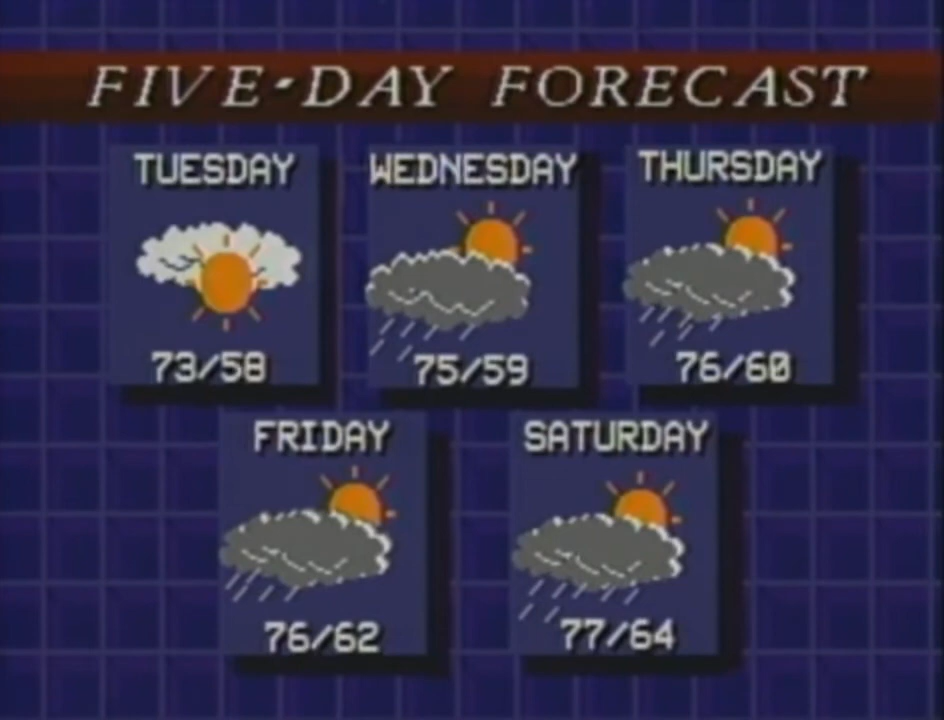 FIVE-DAY FORECAST
TUESDAY
73/58
WEDNESDAY
75/59
THURSDAY
76/60
FRIDAY
76/62
SATURDAY
77/64